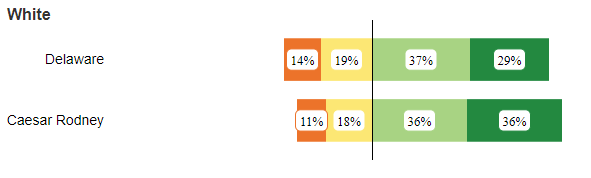 White
Delaware 14% 19% 37% 29%
Caesar Rodney 11% 18% 36% 36%